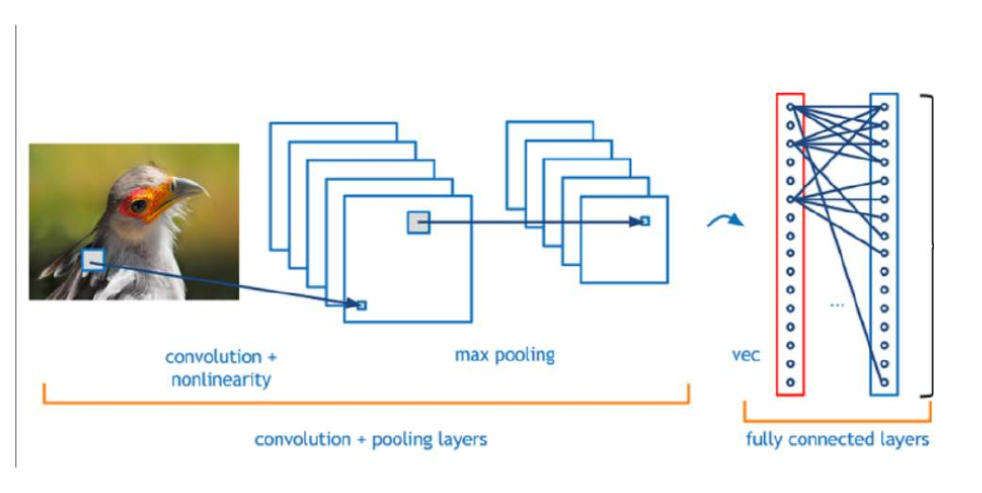 convolution +
nonlinearity
max pooling
vec
...
convolution + pooling layers
fully connected layers